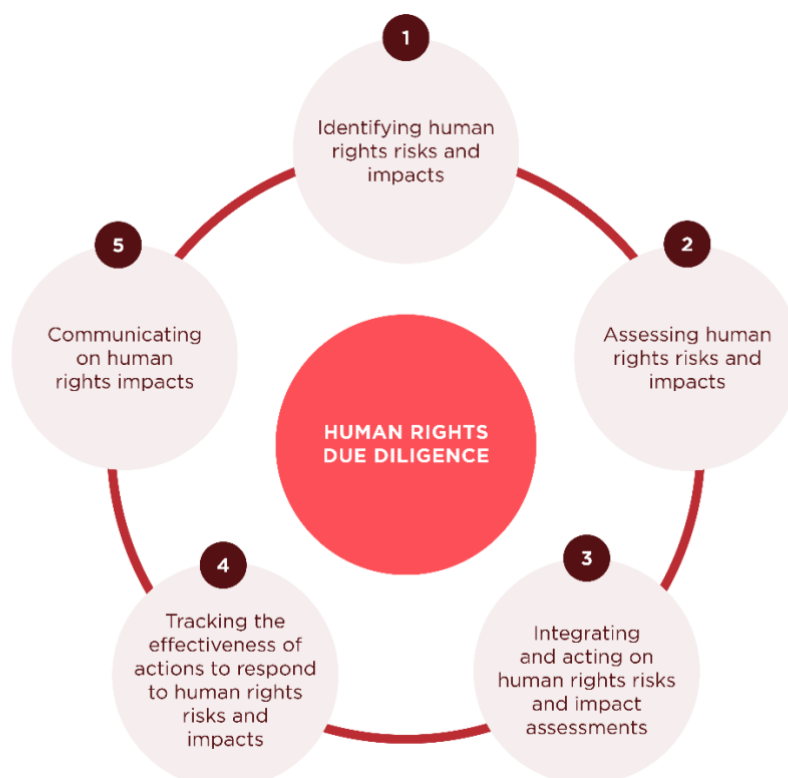 1
Identifying human
rights risks and
impacts
2
Assessing human
rights risks and
impacts
3
Integrating
and acting on
human rights risks
and impact
assessments
4
Tracking the
effectiveness of
actions to respond
to human rights
risks and
impacts
5
Communicating
on human
rights impacts
HUMAN RIGHTS
DUE DILIGENCE